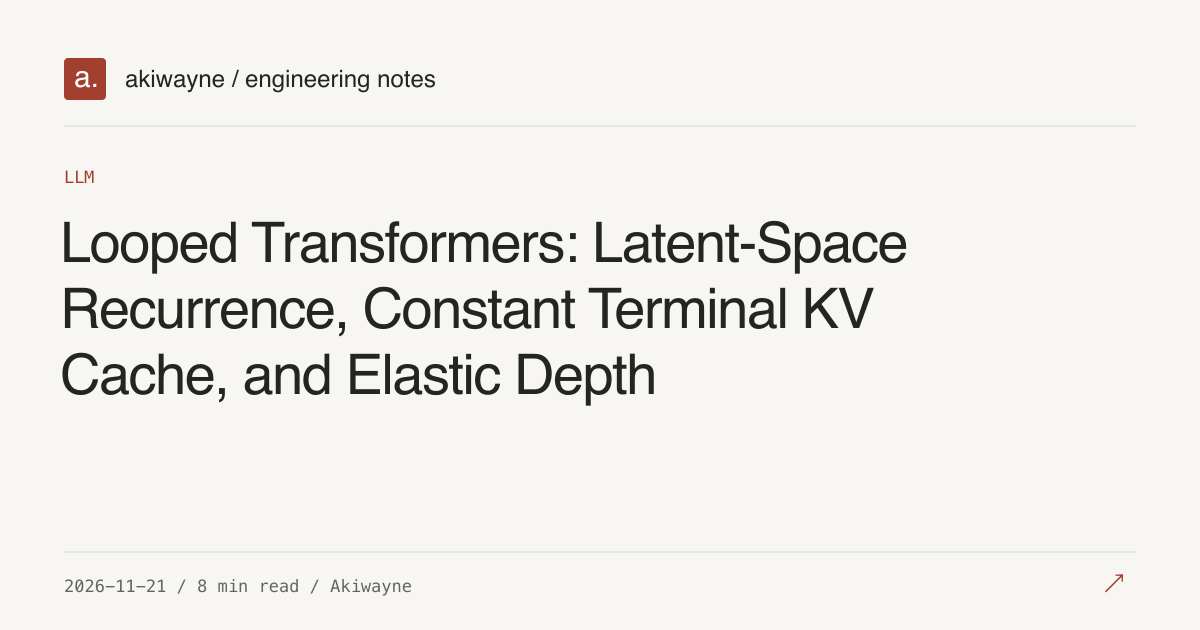 a. akiwayne / engineering notes
LLM
Looped Transformers: Latent-Space
Recurrence, Constant Terminal KV
Cache, and Elastic Depth
2026-11-21 / 8 min read / Akiwayne